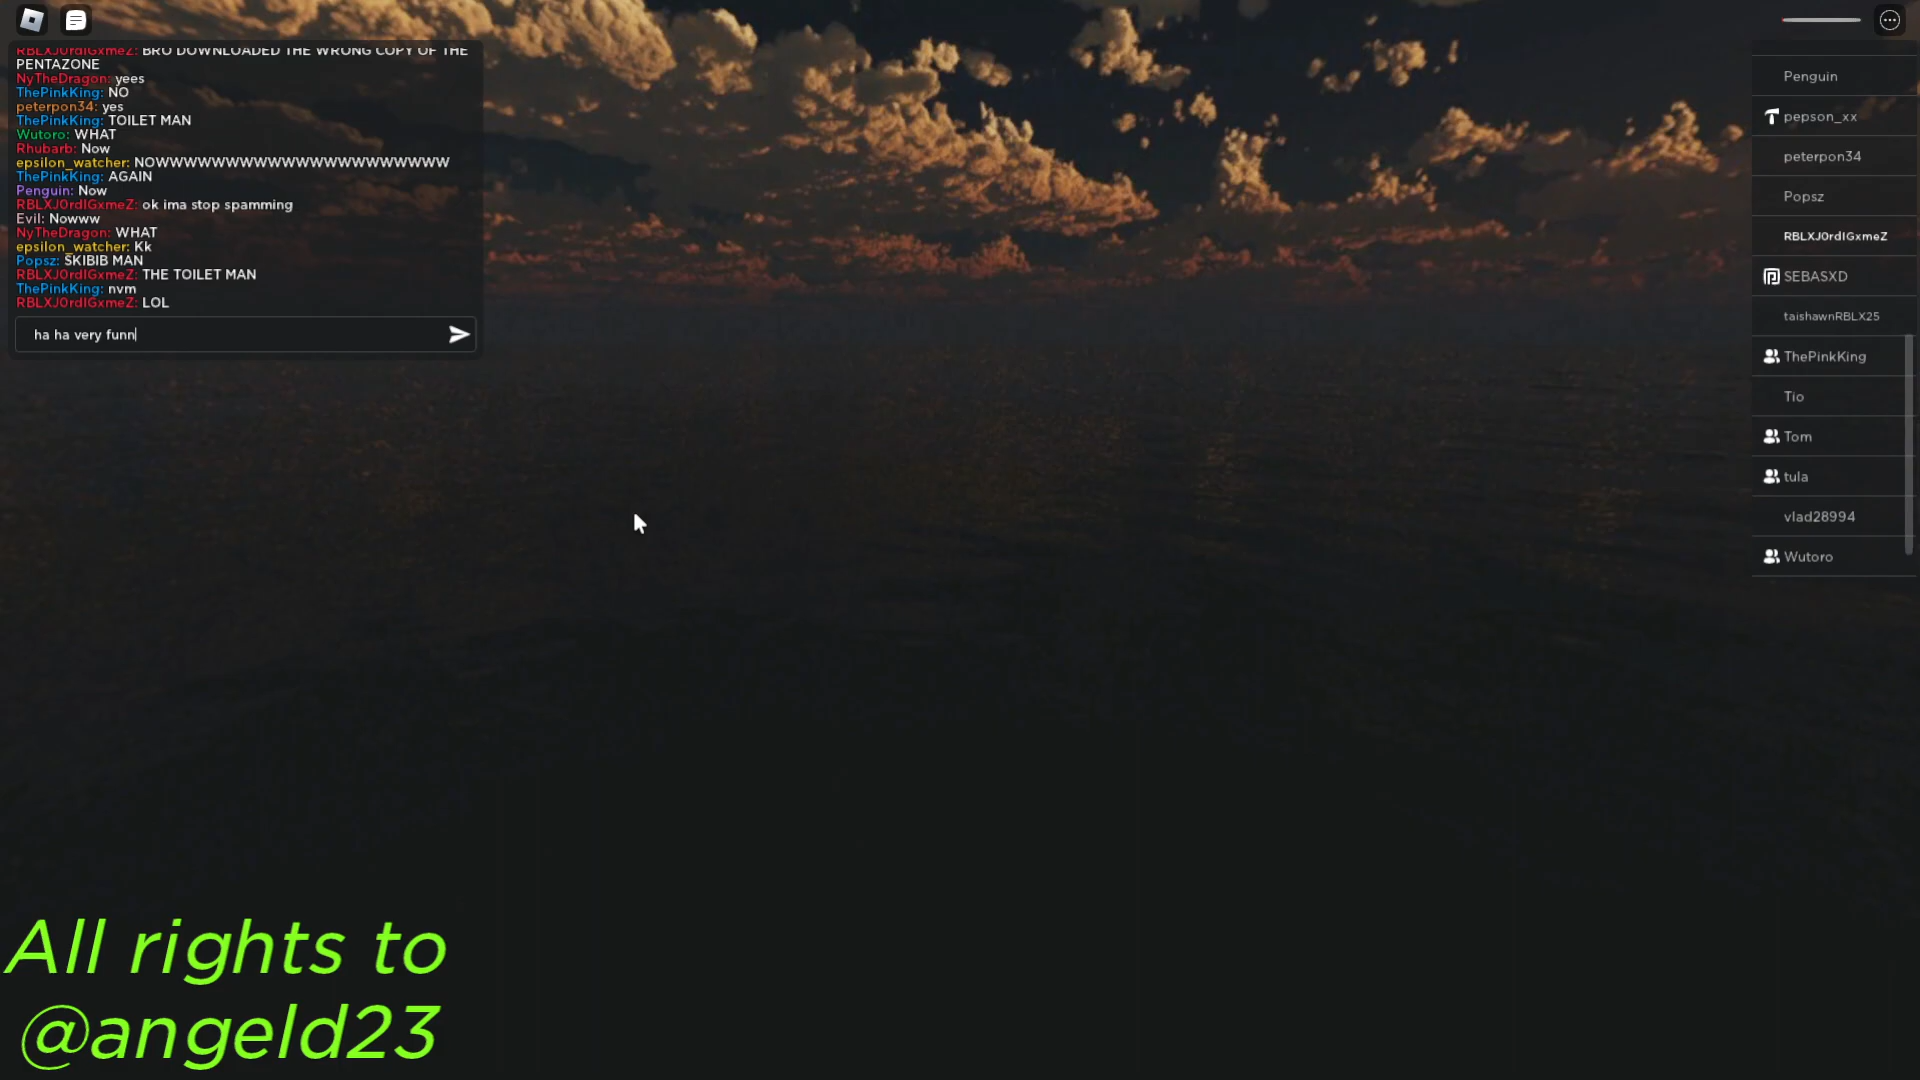 RBLXJ0rdIGxmeZ: BRO DOWNLOADED THE WRONG COPY OF THE
PENTAZONE
NyTheDragon: yees
ThePinkKing: NO
peterpon34: yes
ThePinkKing: TOILET MAN
Wutoro: WHAT
Rhubarb: Now
epsilon_watcher: NOWWWWWWWWWWWWWWWWWWWWW
ThePinkKing: AGAIN
Penguin: Now
RBLXJ0rdIGxmeZ: ok ima stop spamming
Evil: Nowww
NyTheDragon: WHAT
epsilon_watcher: Kk
Popsz: SKIBIB MAN
RBLXJ0rdIGxmeZ: THE TOILET MAN
ThePinkKing: nvm
RBLXJ0rdIGxmeZ: LOL
ha ha very funn
Penguin
pepson_xx
peterpon34
Popsz
RBLXJ0rdIGxmeZ
SEBASXD
taishawnRBLX25
ThePinkKing
Tio
Tom
tula
vlad28994
Wutoro
All rights to
@angeld23